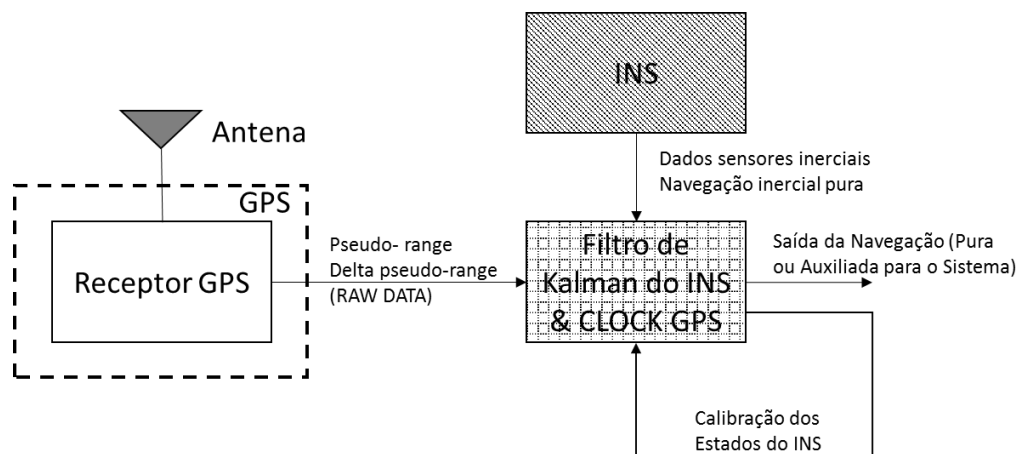 INS
Antena
Dados sensores inerciais
Navegação inercial pura
GPS
Receptor GPS
Pseudo- range
Delta pseudo-range
(RAW DATA)
Filtro de
Kalman do INS
& CLOCK GPS
Saída da Navegação (Pura
ou Auxiliada para o Sistema)
Calibração dos
Estados do INS